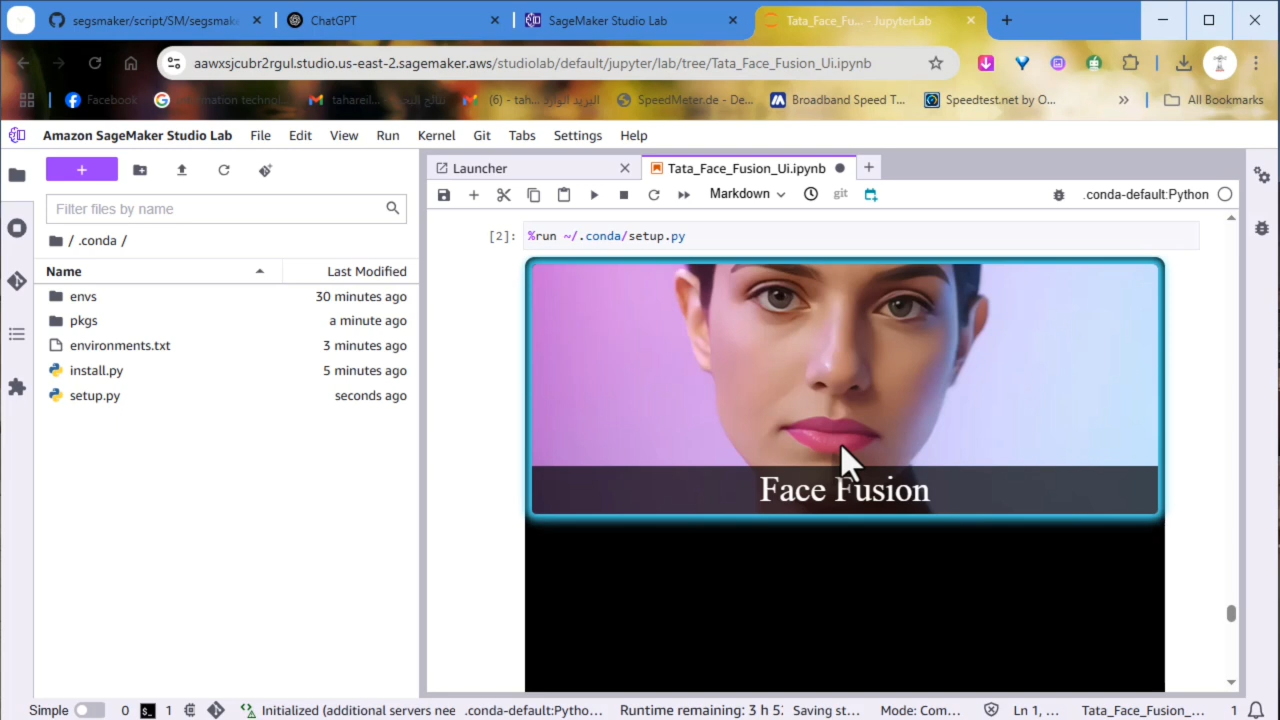 segsmaker/script/SM/segsmake
ChatGPT
SageMaker Studio Lab
Tata_Face_Fu... - JupyterLab
aawxsjcubr2rgul.studio.us-east-2.sagemaker.aws/studiolab/default/jupyter/lab/tree/Tata_Face_Fusion_Ui.ipynb
Facebook
SpeedMeter.de - De...
Broadband Speed T...
Speedtest.net by O...
All Bookmarks
Amazon SageMaker Studio Lab
File Edit View Run Kernel Git Tabs Settings Help
Launcher
Tata_Face_Fusion_Ui.ipynb
Filter files by name
Markdown
git
.conda-default:Python
/ .conda /
Name Last Modified
envs 30 minutes ago
pkgs a minute ago
environments.txt 3 minutes ago
install.py 5 minutes ago
setup.py seconds ago
[2]: %run ~/.conda/setup.py
Face Fusion
Simple 0 1 Initialized (additional servers nee .conda-default:Pytho... Runtime remaining: 3 h 5 Saving st... Mode: Com... Ln 1, ... Tata_Face_Fusion_... 1